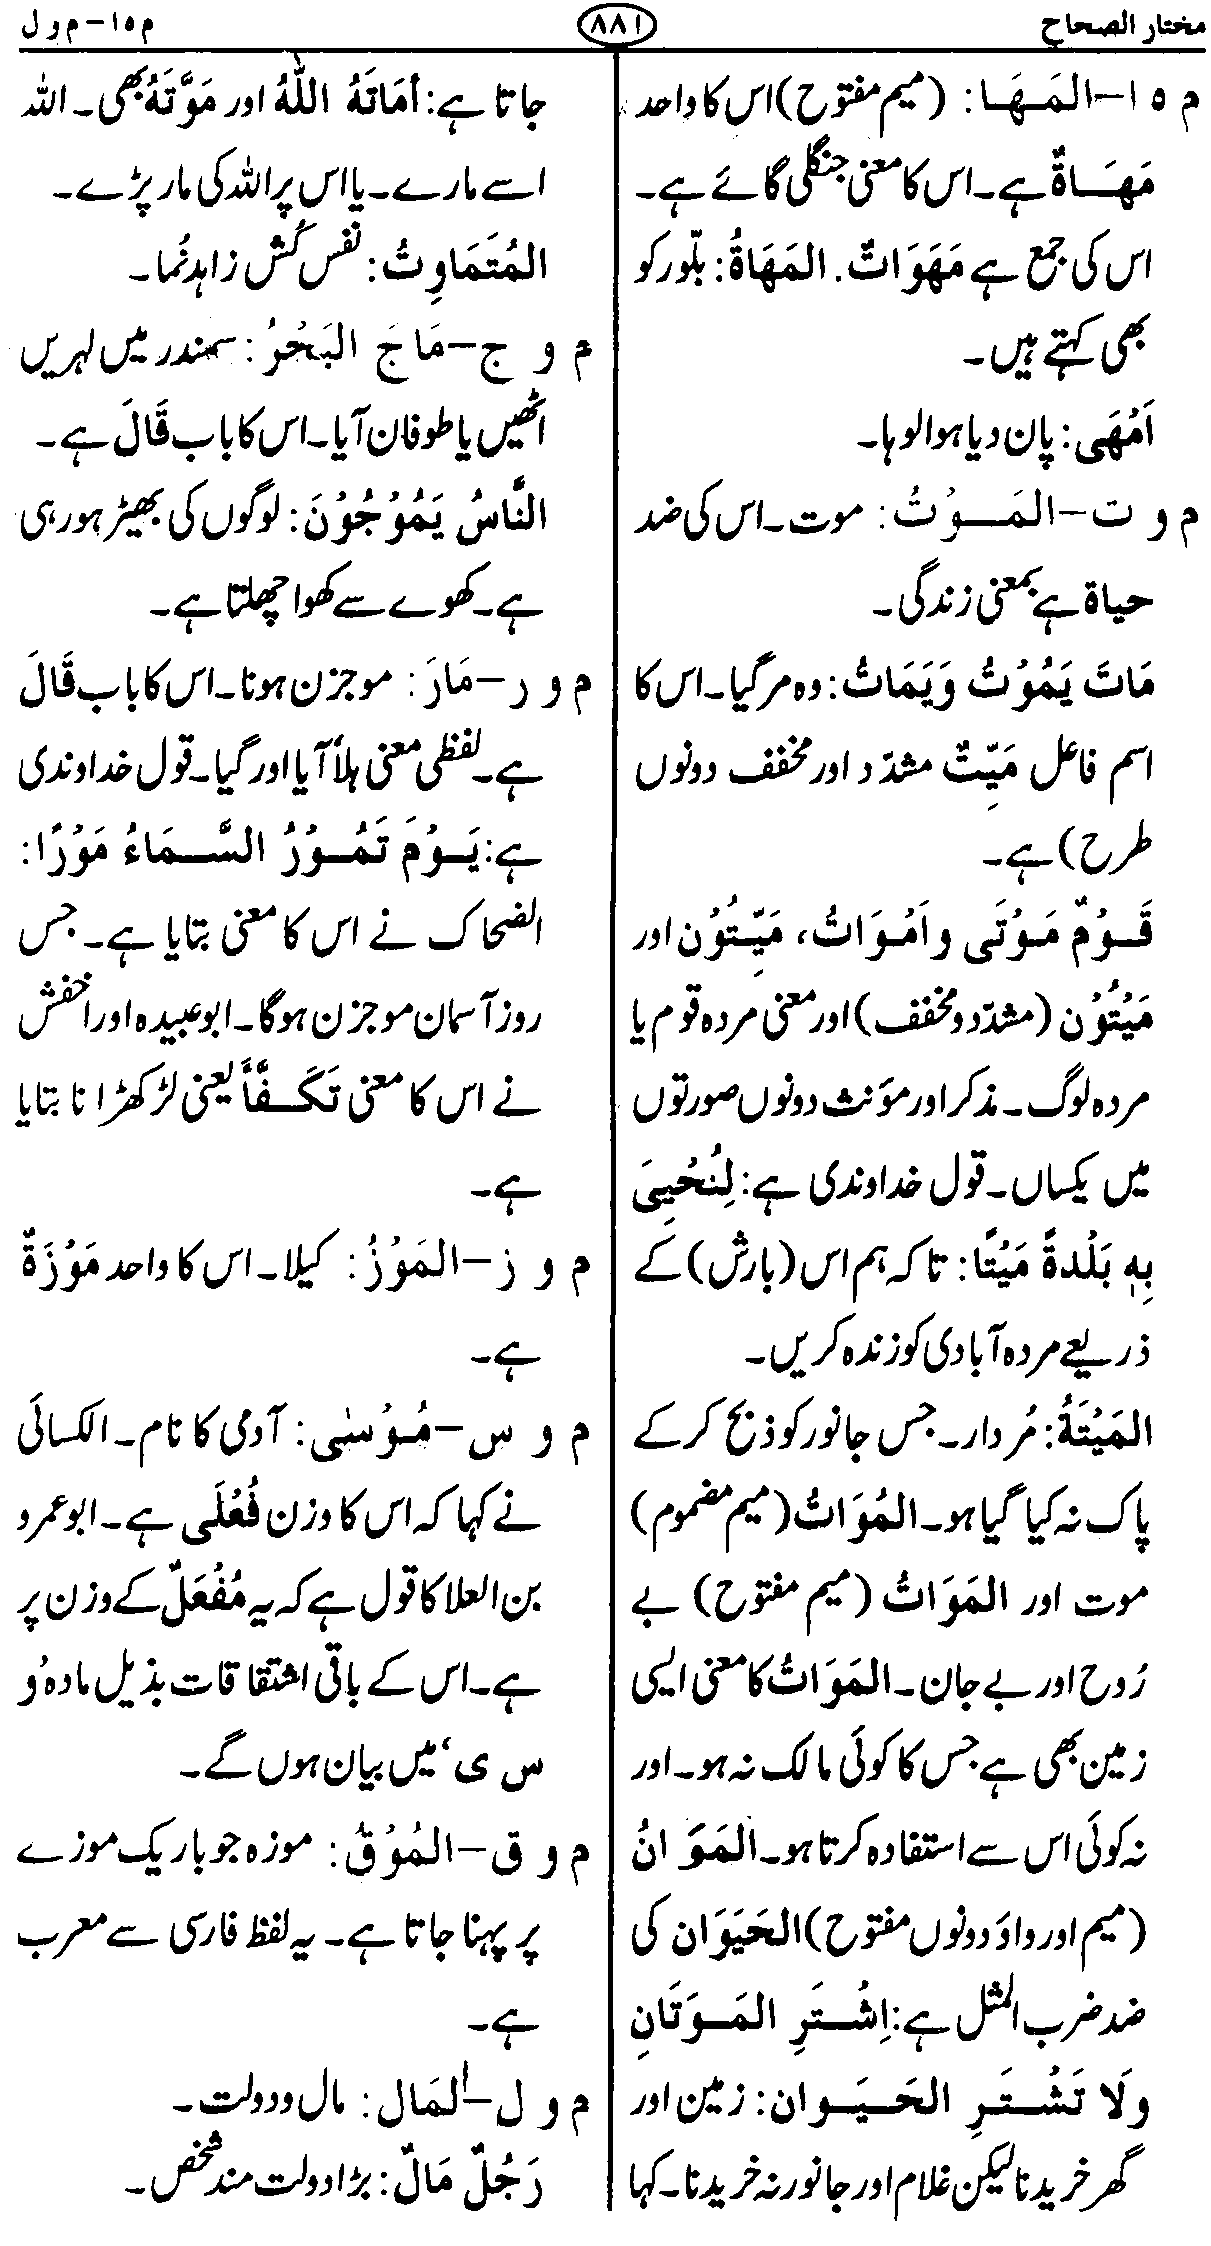 مختار الصحاح
٨٨١
م ه ا – م و ل
م ه ا – المَهَا: (میم مفتوح) اس کا واحد
مَهَاةٌ ہے۔ اس کا معنی جنگلی گائے ہے۔
اس کی جمع ہے مَهَوَاتٌ. المَهَاةُ: بلّور کو
بھی کہتے ہیں۔
اَمْهَى: پان دیا ہوا لوہا۔
م و ت – المَوْتُ: موت۔ اس کی ضد
حیاة ہے بمعنی زندگی۔
مَاتَ يَمُوْتُ وَيَمَاتُ: وہ مر گیا۔ اس کا
اسم فاعل مَيِّتٌ مشدّد اور مخفف دونوں
طرح) ہے۔
قَوْمٌ مَوْتَى و اَمْوَاتٌ، مَيِّتُوْن اور
مَيْتُوْن (مشدّد و مخفف) اور معنی مردہ قوم یا
مردہ لوگ۔ مذکر اور مؤنث دونوں صورتوں
میں یکساں۔ قول خداوندی ہے: لِنُحْيِيَ
بِهٖ بَلْدةً مَيْتًا: تا کہ ہم اس (بارش) کے
ذریعے مردہ آبادی کو زندہ کریں۔
المَيْتَةُ: مُردار۔ جس جانور کو ذبح کر کے
پاک نہ کیا گیا ہو۔ المُوَاتُ (میم مضموم)
موت اور المَوَاتُ (میم مفتوح) بے
رُوح اور بے جان۔ المَوَاتُ کا معنی ایسی
زمین بھی ہے جس کا کوئی مالک نہ ہو۔ اور
نہ کوئی اس سے استفادہ کرتا ہو۔ المَوَ انُ
(میم اور واؤ دونوں مفتوح) الحَيَوَان کی
ضد ضرب المثل ہے: اِشْتَرِ المَوَتَانِ
ولَا تَشْتَرِ الحَيَوان: زمین اور
گھر خریدنا لیکن غلام اور جانور نہ خریدنا۔ کہا
جاتا ہے: أمَاتَهُ اللّٰهُ اور مَوَّتَهُ بھی۔ اللہ
اسے مارے۔ یا اس پر اللہ کی مار پڑے۔
المُتَمَاوِتُ: نفس کُش زاہد نُما۔
م و ج – مَاجَ البَحْرُ: سمندر میں لہریں
اٹھیں یا طوفان آیا۔ اس کا باب قَالَ ہے۔
النَّاسُ يَمُوْجُوْنَ: لوگوں کی بھیڑ ہو رہی
ہے۔ کھوے سے کھوا چھلتا ہے۔
م و ر – مَارَ: موجزن ہونا۔ اس کا باب قَالَ
ہے۔ لفظی معنی ہلاٗ آیا اور گیا۔ قول خداوندی
ہے: يَوْمَ تَمُوْرُ السَّمَاءُ مَوْرًا:
الضحاک نے اس کا معنی بتایا ہے۔ جس
روز آسمان موجزن ہوگا۔ ابو عبیدہ اور اخفش
نے اس کا معنی تَكَفَّأَ یعنی لڑکھڑانا بتایا
ہے۔
م و ز – المَوْزُ: کیلا۔ اس کا واحد مَوْزَةٌ
ہے۔
م و س – مُوْسٰى: آدمی کا نام۔ الکسائی
نے کہا کہ اس کا وزن فُعْلَى ہے۔ ابو عمرو
بن العلا کا قول ہے کہ یہ مُفْعَلٌ کے وزن پر
ہے۔ اس کے باقی اشتقاقات بذیل مادہ 'و
س ی' میں بیان ہوں گے۔
م و ق – المُوْقُ: موزہ جو باریک موزے
پر پہنا جاتا ہے۔ یہ لفظ فارسی سے معرب
ہے۔
م و ل – اَلمَال: مال و دولت۔
رَجُلٌ مَالٌ: بڑا دولت مند شخص۔